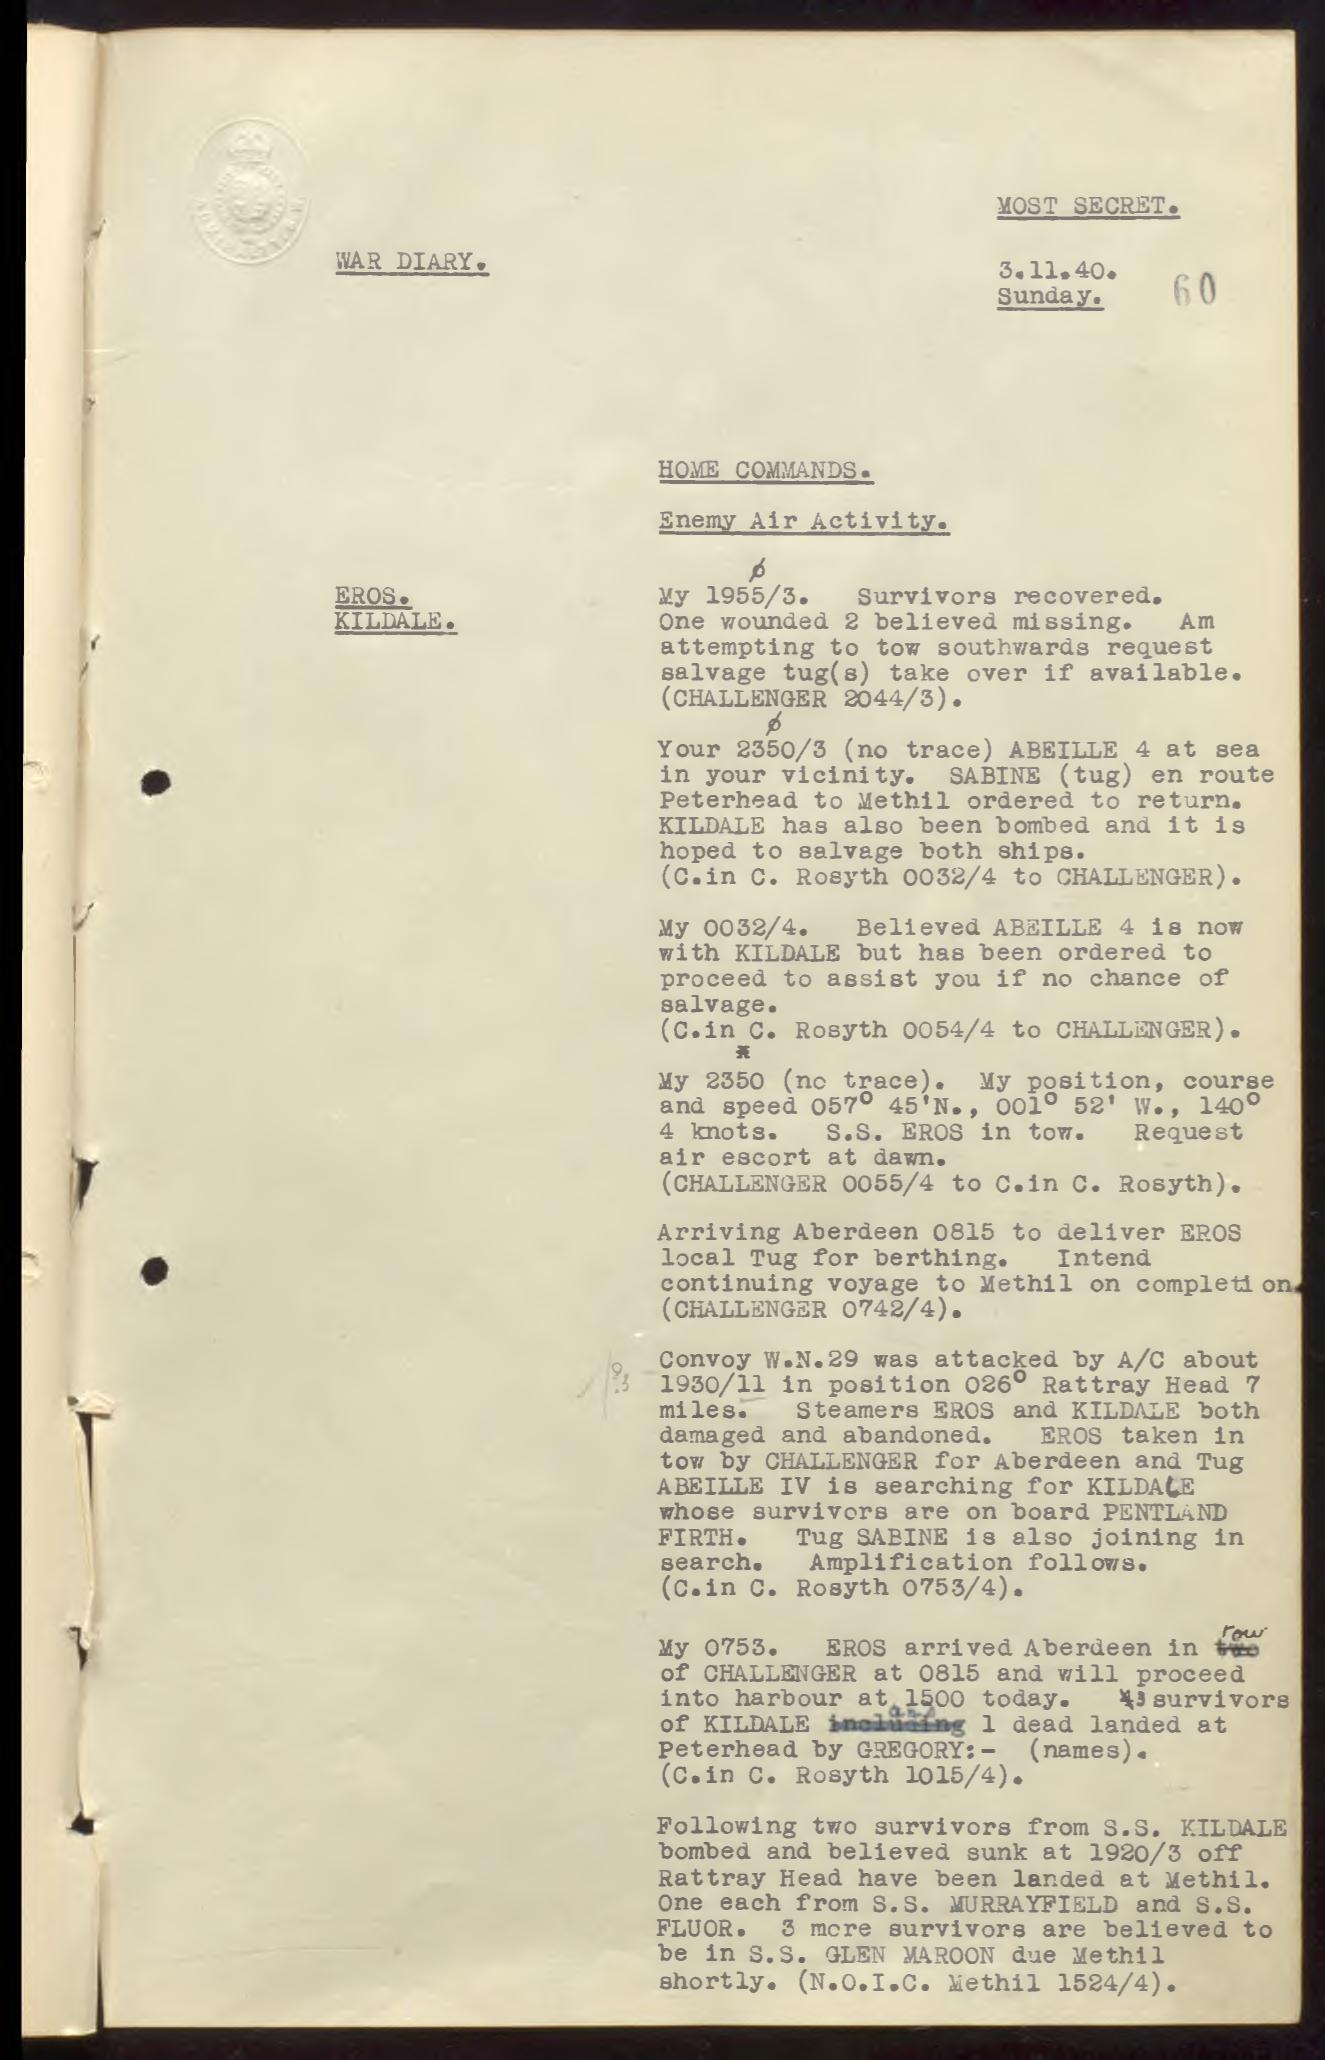 MOST SECRET.
WAR DIARY.
3.11.40.
Sunday.
60
HOME COMMANDS.
Enemy Air Activity.
EROS.
KILDALE.
ø
My 1955/3. Survivors recovered.
One wounded 2 believed missing. Am
attempting to tow southwards request
salvage tug(s) take over if available.
(CHALLENGER 2044/3).
ø
Your 2350/3 (no trace) ABEILLE 4 at sea
in your vicinity. SABINE (tug) en route
Peterhead to Methil ordered to return.
KILDALE has also been bombed and it is
hoped to salvage both ships.
(C.in C. Rosyth 0032/4 to CHALLENGER).
My 0032/4. Believed ABEILLE 4 is now
with KILDALE but has been ordered to
proceed to assist you if no chance of
salvage.
(C.in C. Rosyth 0054/4 to CHALLENGER).
*
My 2350 (no trace). My position, course
and speed 057° 45'N., 001° 52' W., 140°
4 knots. S.S. EROS in tow. Request
air escort at dawn.
(CHALLENGER 0055/4 to C.in C. Rosyth).
Arriving Aberdeen 0815 to deliver EROS
local Tug for berthing. Intend
continuing voyage to Methil on completion.
(CHALLENGER 0742/4).
Convoy W.N.29 was attacked by A/C about
1930/11 in position 026° Rattray Head 7
miles. Steamers EROS and KILDALE both
damaged and abandoned. EROS taken in
tow by CHALLENGER for Aberdeen and Tug
ABEILLE IV is searching for KILDALE
whose survivors are on board PENTLAND
FIRTH. Tug SABINE is also joining in
search. Amplification follows.
(C.in C. Rosyth 0753/4).
tow
My 0753. EROS arrived Aberdeen in two
of CHALLENGER at 0815 and will proceed
into harbour at 1500 today. survivors
and
of KILDALE including 1 dead landed at
Peterhead by GREGORY:- (names).
(C.in C. Rosyth 1015/4).
Following two survivors from S.S. KILDALE
bombed and believed sunk at 1920/3 off
Rattray Head have been landed at Methil.
One each from S.S. MURRAYFIELD and S.S.
FLUOR. 3 more survivors are believed to
be in S.S. GLEN MAROON due Methil
shortly. (N.O.I.C. Methil 1524/4).